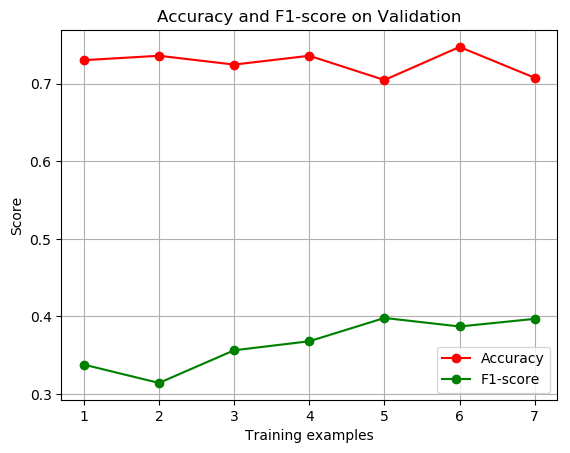 Accuracy and F1-score on Validation
0.7
0.6
0.5
0.4
0.3
Score
1 2 3 4 5 6 7
Training examples
Accuracy
F1-score